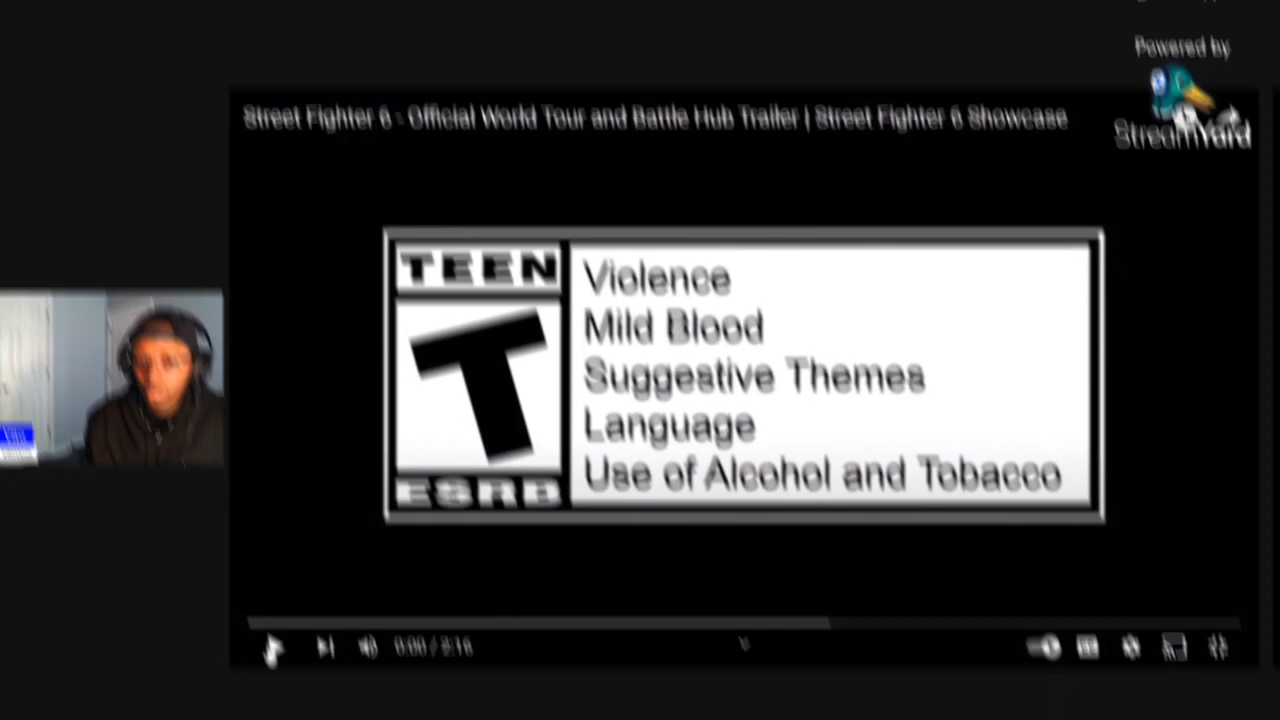 Powered by
StreamYard
Street Fighter 6 - Official World Tour and Battle Hub Trailer | Street Fighter 6 Showcase
TEEN
T
ESRB
Violence
Mild Blood
Suggestive Themes
Language
Use of Alcohol and Tobacco
0:00 / 2:16